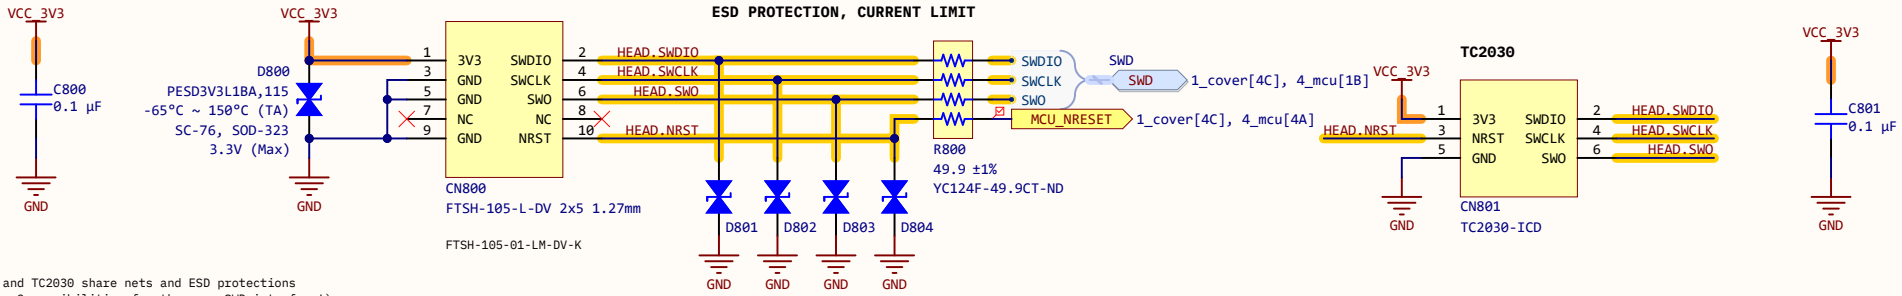 ESD PROTECTION, CURRENT LIMIT
VCC_3V3
C800
0.1 µF
GND
VCC_3V3
D800
PESD3V3L1BA,115
-65°C ~ 150°C (TA)
SC-76, SOD-323
3.3V (Max)
GND
1 3V3 SWDIO 2
3 GND SWCLK 4
5 GND SWO 6
7 NC NC 8
9 GND NRST 10
CN800
FTSH-105-L-DV 2x5 1.27mm
FTSH-105-01-LM-DV-K
HEAD.SWDIO
HEAD.SWCLK
HEAD.SWO
HEAD.NRST
D801
D802
D803
D804
GND
GND
GND
GND
R800
49.9 ±1%
YC124F-49.9CT-ND
SWDIO
SWCLK
SWO
SWD
SWD
1_cover[4C], 4_mcu[1B]
MCU_NRESET
1_cover[4C], 4_mcu[4A]
TC2030
VCC_3V3
HEAD.NRST
GND
1 3V3 SWDIO 2
3 NRST SWCLK 4
5 GND SWO 6
HEAD.SWDIO
HEAD.SWCLK
HEAD.SWO
CN801
TC2030-ICD
VCC_3V3
C801
0.1 µF
GND
and TC2030 share nets and ESD protections